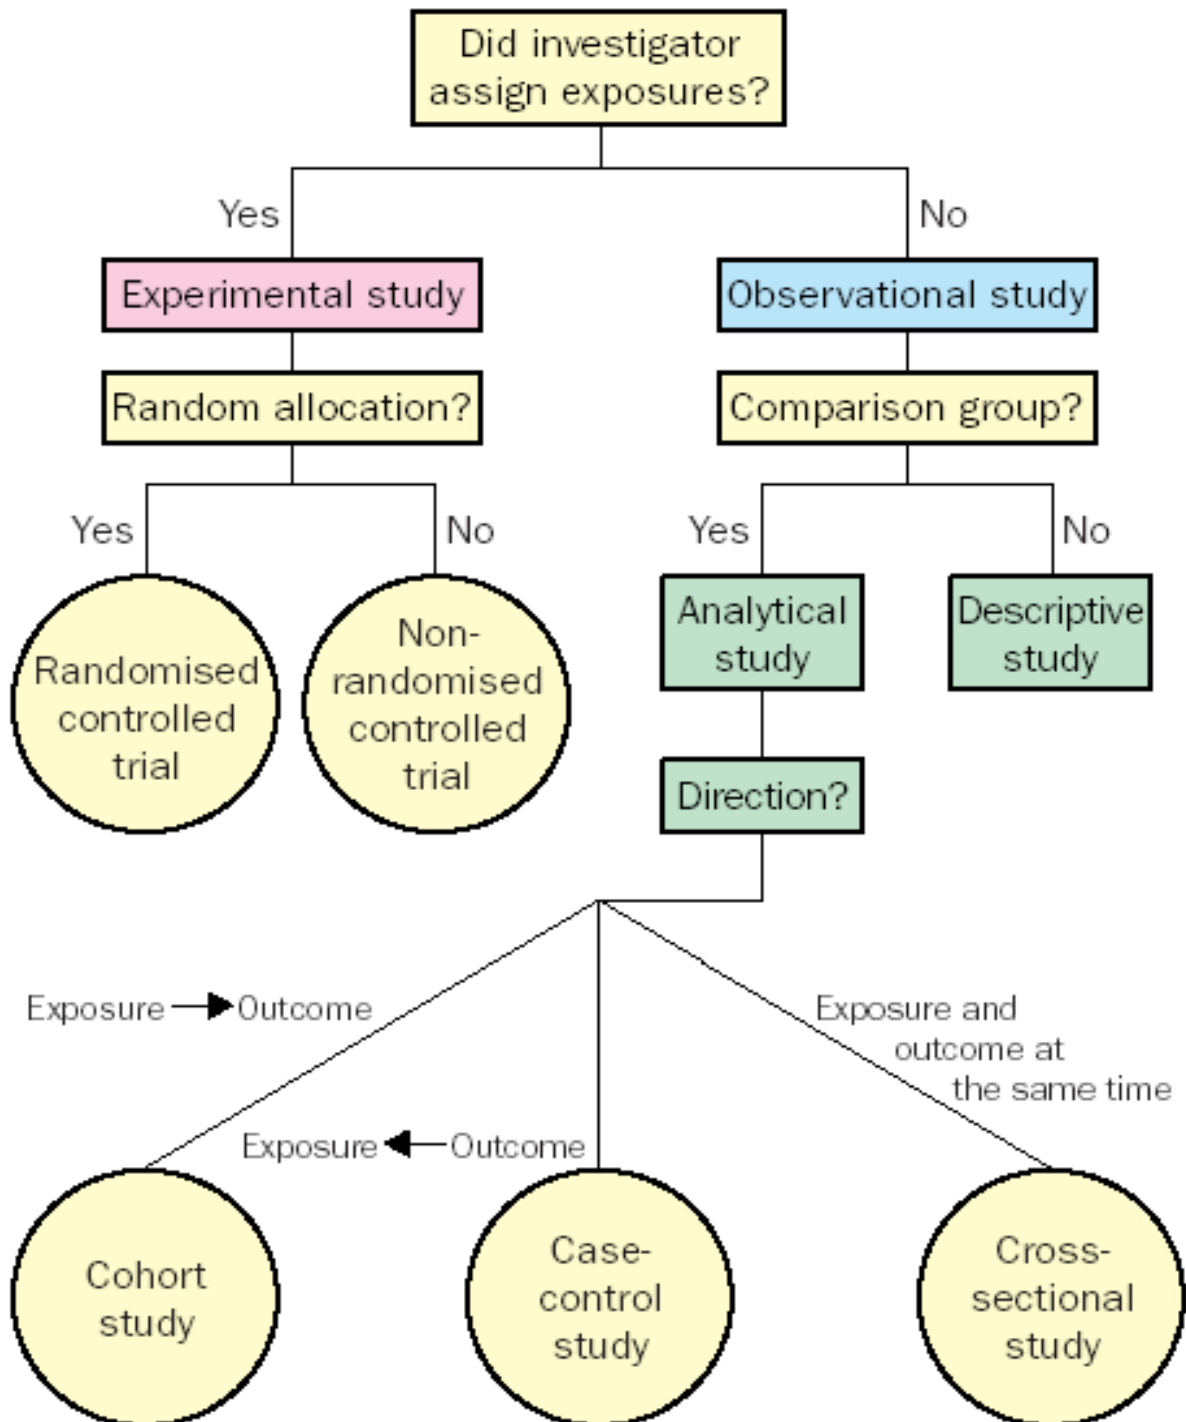 Did investigator
assign exposures?
Yes
No
Experimental study
Observational study
Random allocation?
Comparison group?
Yes
No
Yes
No
Randomised
controlled
trial
Non-
randomised
controlled
trial
Analytical
study
Descriptive
study
Direction?
Exposure
Outcome
Exposure and
outcome at
the same time
Exposure
Outcome
Cohort
study
Case-
control
study
Cross-
sectional
study